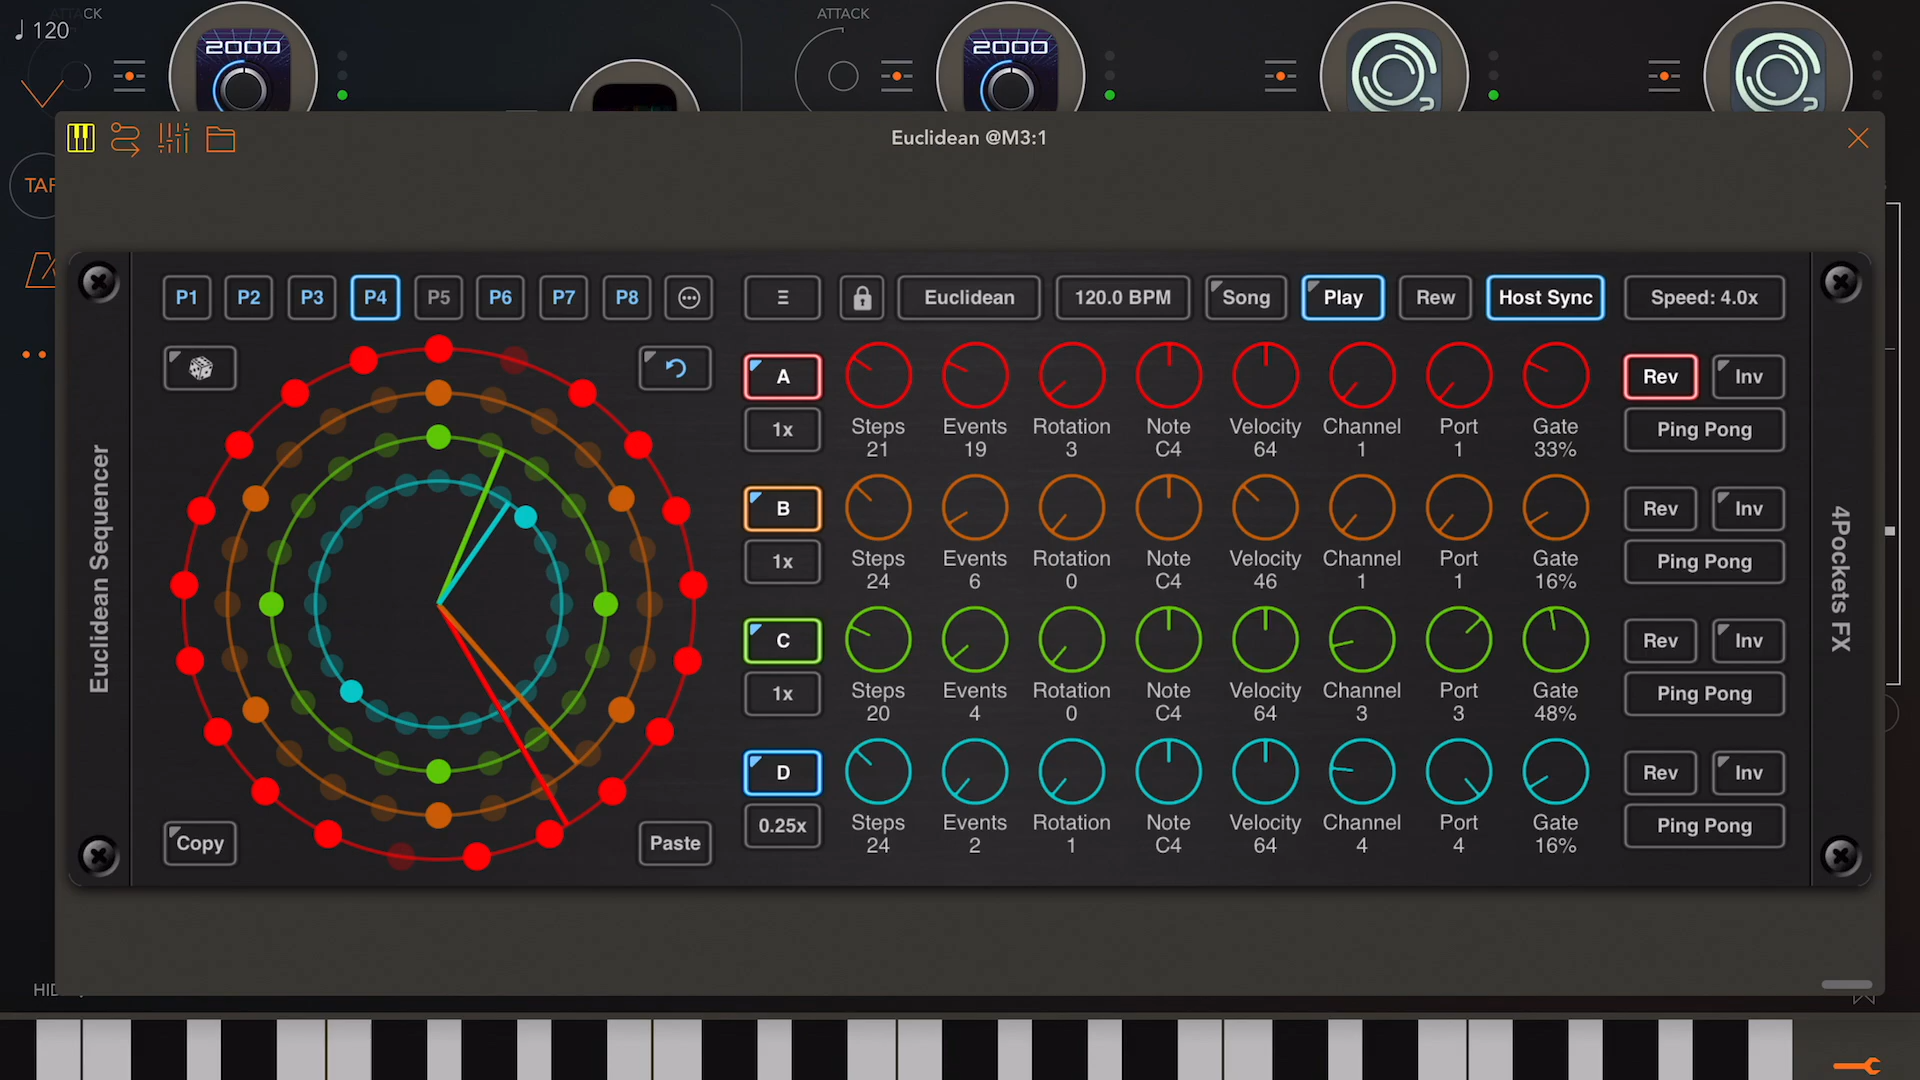 120
ATTACK
ATTACK
2000
2000
Euclidean @M3:1
TAP
P1 P2 P3 P4 P5 P6 P7 P8
Euclidean 120.0 BPM Song Play Rew Host Sync Speed: 4.0x
A
1x
Steps Events Rotation Note Velocity Channel Port Gate
21 19 3 C4 64 1 1 33%
Rev Inv
Ping Pong
B
1x
Steps Events Rotation Note Velocity Channel Port Gate
24 6 0 C4 46 1 1 16%
Rev Inv
Ping Pong
C
1x
Steps Events Rotation Note Velocity Channel Port Gate
20 4 0 C4 64 3 3 48%
Rev Inv
Ping Pong
D
0.25x
Steps Events Rotation Note Velocity Channel Port Gate
24 2 1 C4 64 4 4 16%
Rev Inv
Ping Pong
Copy
Paste
Euclidean Sequencer
4Pockets FX